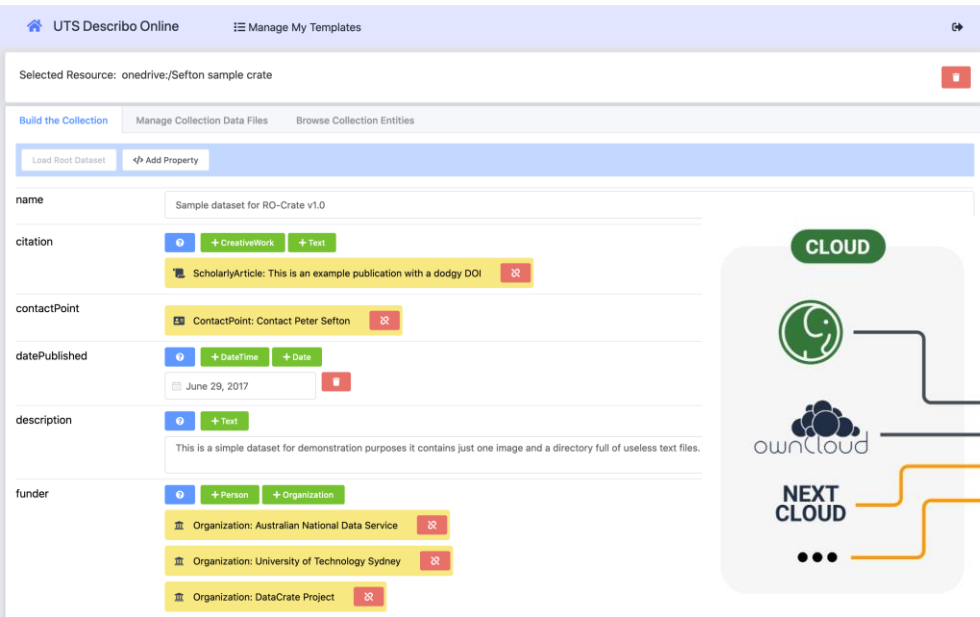 UTS Describo Online
Manage My Templates
Selected Resource: onedrive:/Sefton sample crate
Build the Collection
Manage Collection Data Files
Browse Collection Entities
Load Root Dataset
</> Add Property
name
Sample dataset for RO-Crate v1.0
citation
+ CreativeWork
+ Text
ScholarlyArticle: This is an example publication with a dodgy DOI
contactPoint
ContactPoint: Contact Peter Sefton
datePublished
+ DateTime
+ Date
June 29, 2017
description
+ Text
This is a simple dataset for demonstration purposes it contains just one image and a directory full of useless text files.
funder
+ Person
+ Organization
Organization: Australian National Data Service
Organization: University of Technology Sydney
Organization: DataCrate Project
CLOUD
ownCloud
NEXT
CLOUD
•••